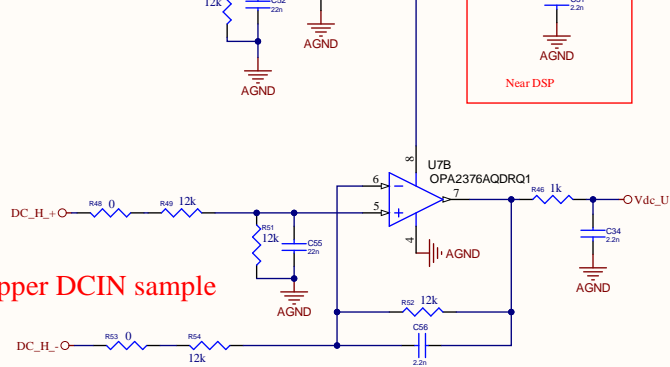 12k
22n
2.2n
AGND
AGND
AGND
Near DSP
8
U7B
OPA2376AQDRQ1
6
7
5
4
AGND
R46 1k
Vdc_U
C34
2.2n
AGND
DC_H_+
R48 0
R49 12k
R51
12k
C55
22n
AGND
pper DCIN sample
R52 12k
C56
2.2n
DC_H_-
R53 0
R54
12k